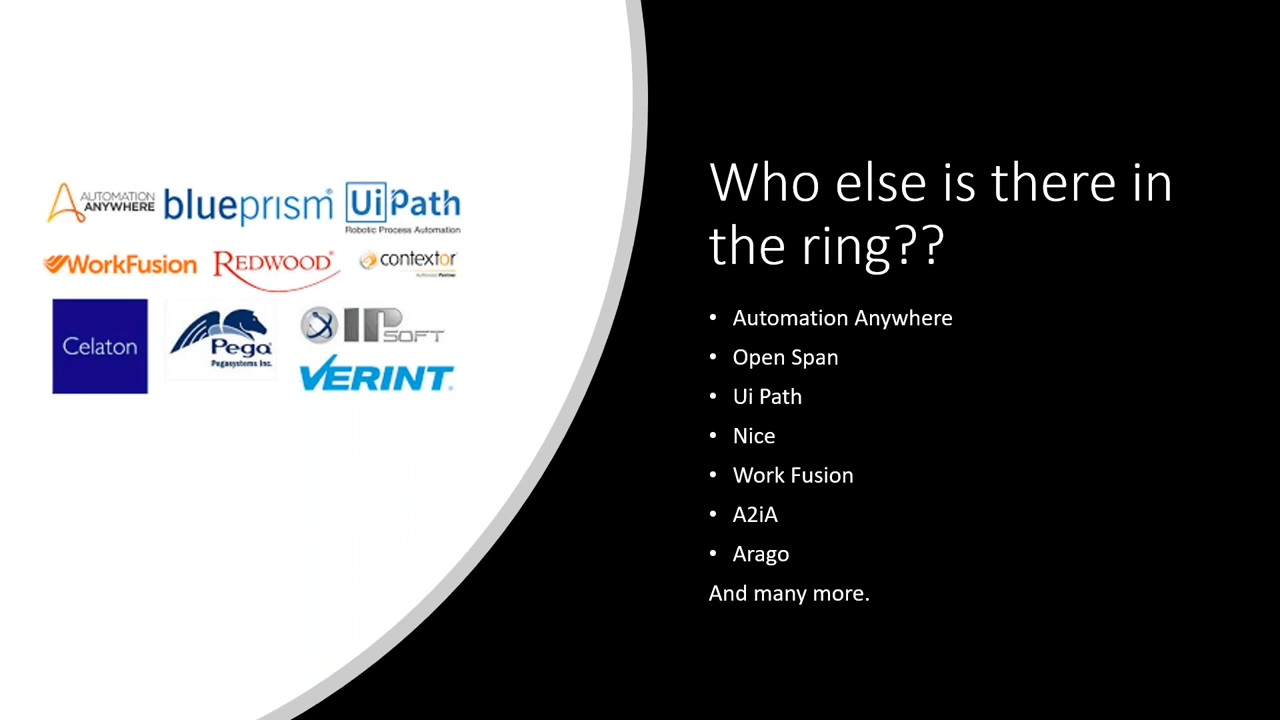 AUTOMATION
ANYWHERE
blueprism®
UiPath
Robotic Process Automation
WorkFusion
REDWOOD®
contextor
Celaton
Pega
Pegasystems Inc.
IPSOFT
VERINT.
Who else is there in
the ring??
• Automation Anywhere
• Open Span
• Ui Path
• Nice
• Work Fusion
• A2iA
• Arago
And many more.